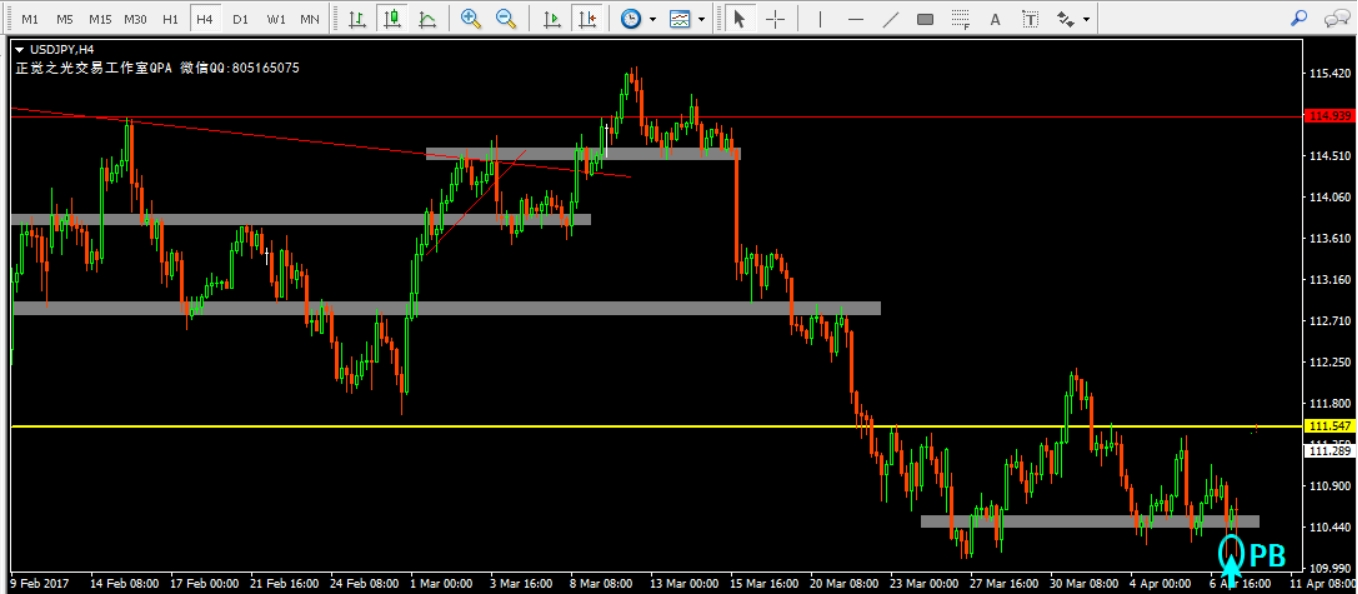 M1 M5 M15 M30 H1 H4 D1 W1 MN
A T
USDJPY,H4
正觉之光交易工作室QPA 微信QQ:805165075
115.420
114.939
114.510
114.060
113.610
113.160
112.710
112.250
111.800
111.547
111.289
110.900
110.440
109.990
PB
9 Feb 2017 14 Feb 08:00 17 Feb 00:00 21 Feb 16:00 24 Feb 08:00 1 Mar 00:00 3 Mar 16:00 8 Mar 08:00 13 Mar 00:00 15 Mar 16:00 20 Mar 08:00 23 Mar 00:00 27 Mar 16:00 30 Mar 08:00 4 Apr 00:00 6 Apr 16:00 11 Apr 08:00